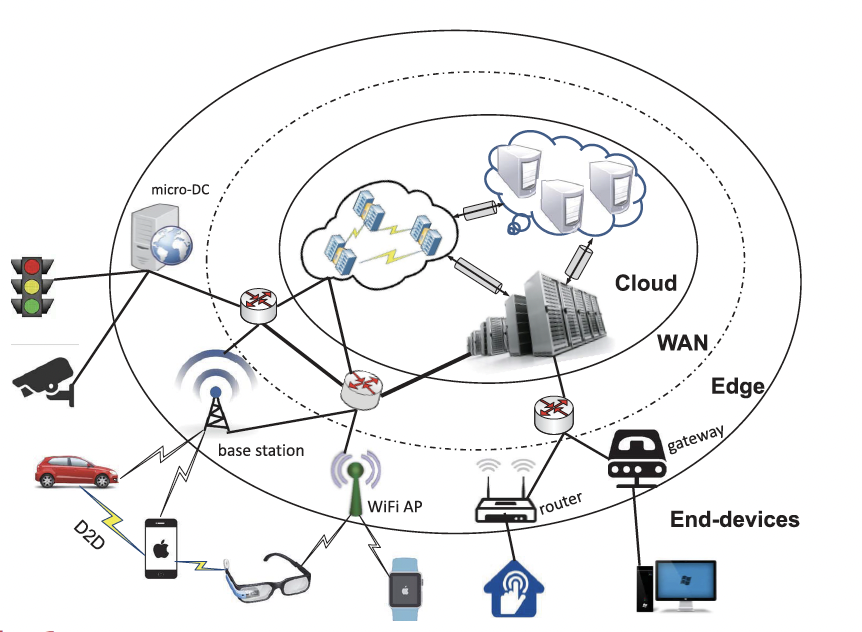 micro-DC
Cloud
WAN
Edge
gateway
base station
WiFi AP
router
End-devices
D2D